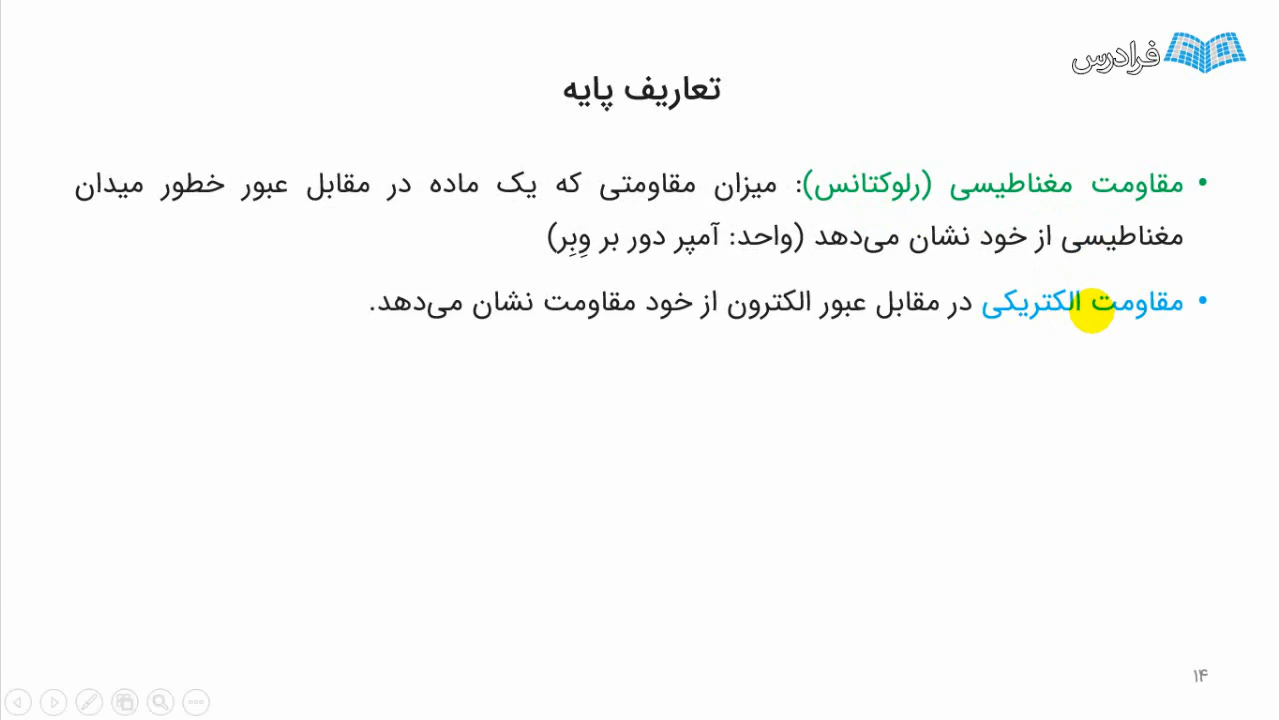 فرادرس
تعاریف پایه
• مقاومت مغناطیسی (رلوکتانس): میزان مقاومتی که یک ماده در مقابل عبور خطور میدان
مغناطیسی از خود نشان می‌دهد (واحد: آمپر دور بر وِبِر)
• مقاومت الکتریکی در مقابل عبور الکترون از خود مقاومت نشان می‌دهد.
۱۴